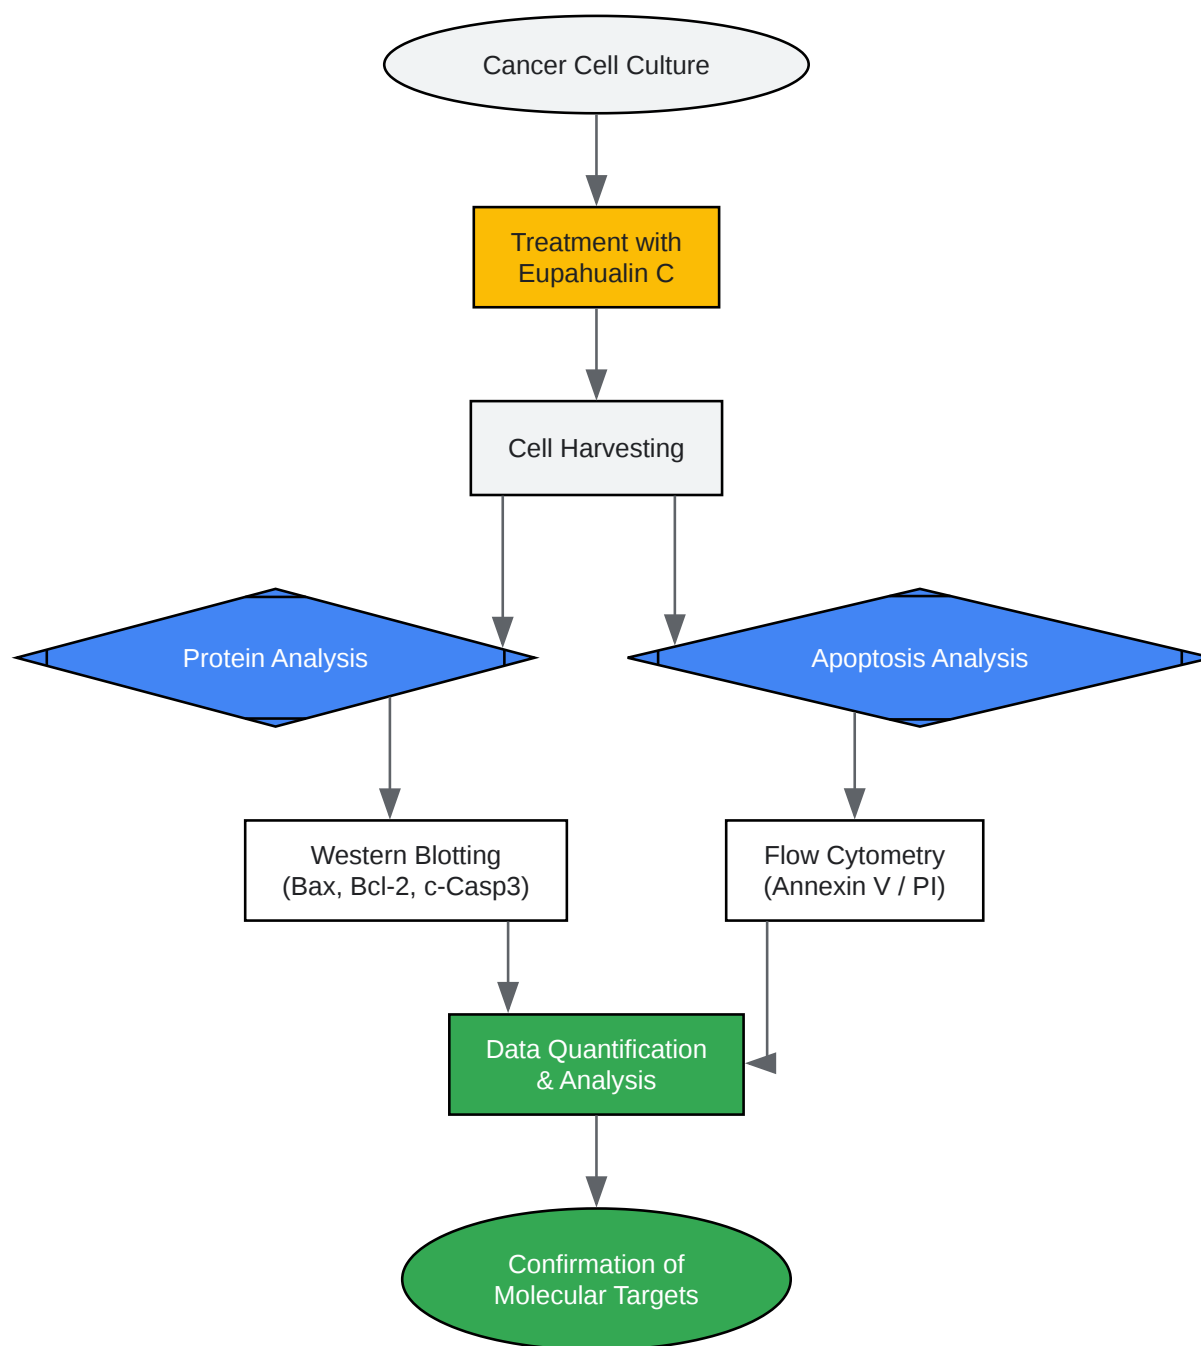 Cancer Cell Culture
Treatment with
Eupahualin C
Cell Harvesting
Protein Analysis
Apoptosis Analysis
Western Blotting
(Bax, Bcl-2, c-Casp3)
Flow Cytometry
(Annexin V / PI)
Data Quantification
& Analysis
Confirmation of
Molecular Targets